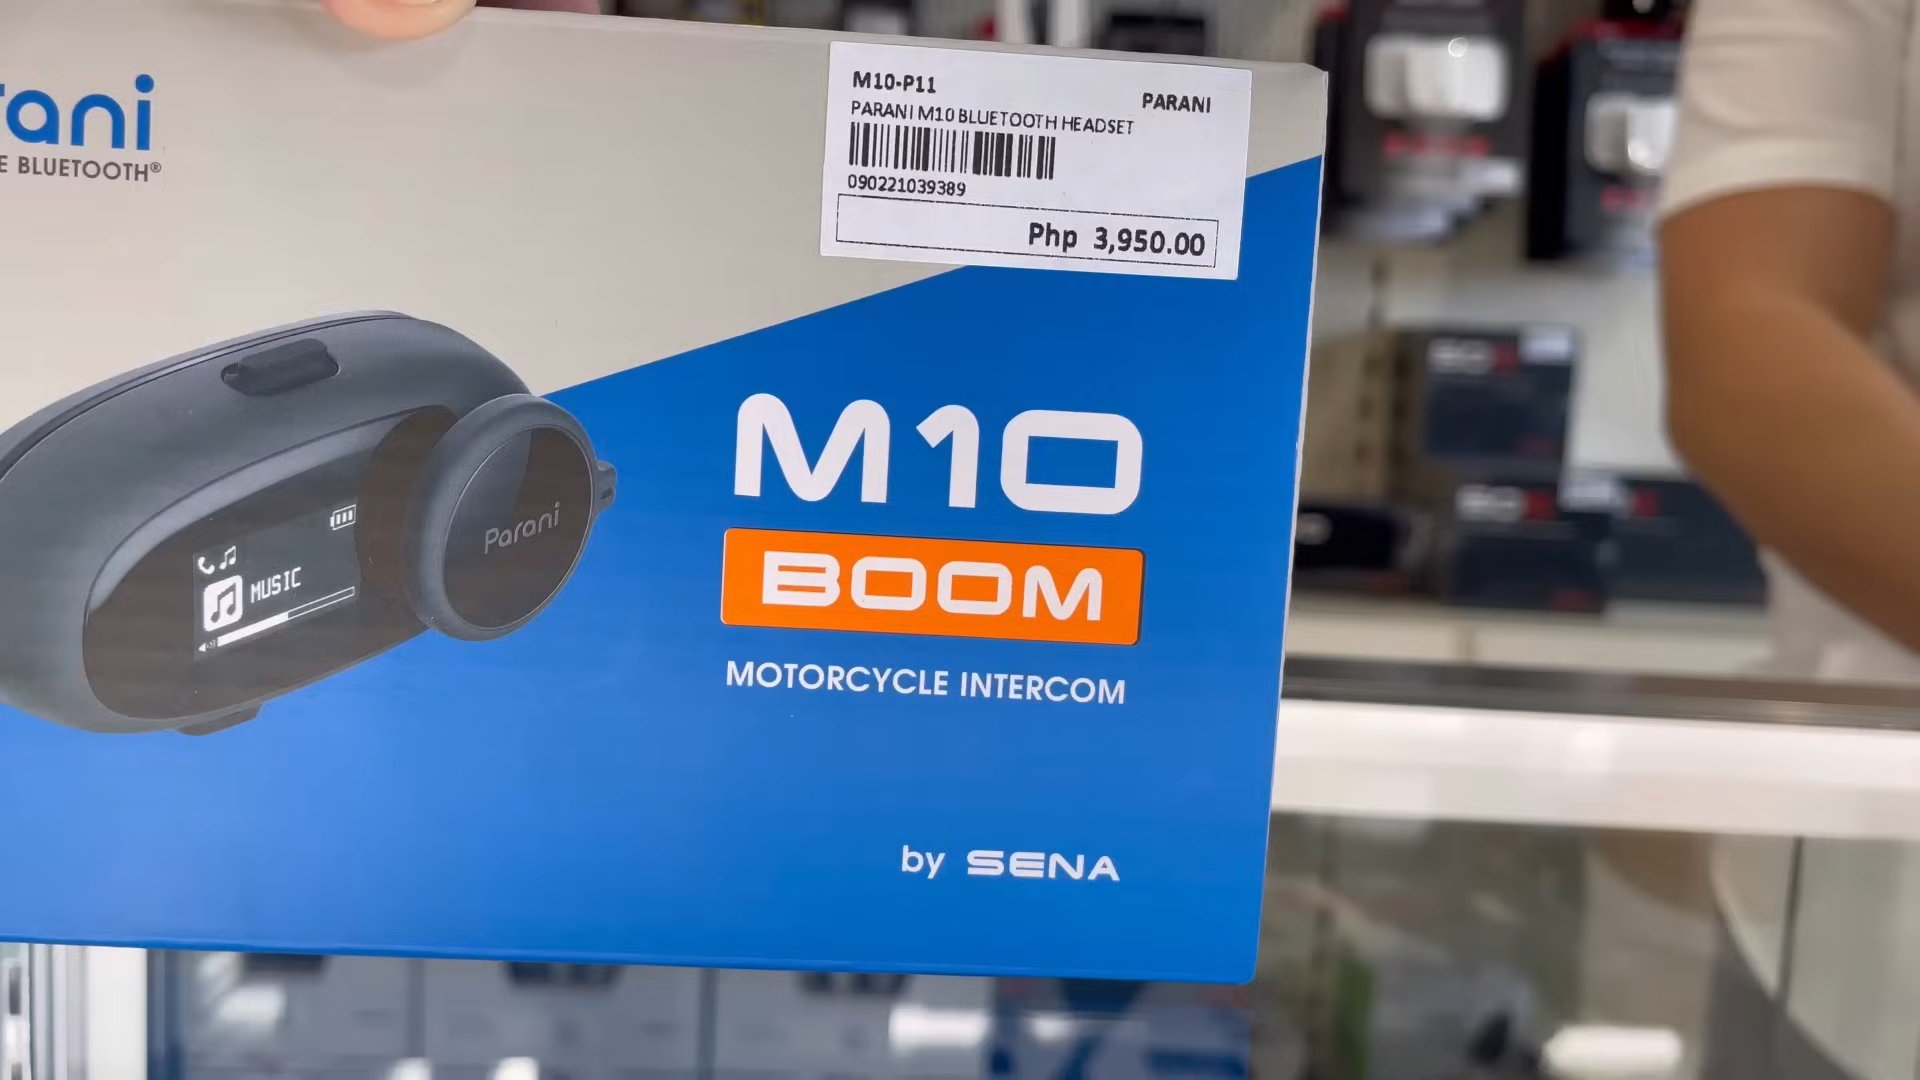 M10-P11
PARANI
PARANI M10 BLUETOOTH HEADSET
090221039389
Php 3,950.00
rani
E BLUETOOTH®
M10
BOOM
MOTORCYCLE INTERCOM
MUSIC
Parani
by SENA